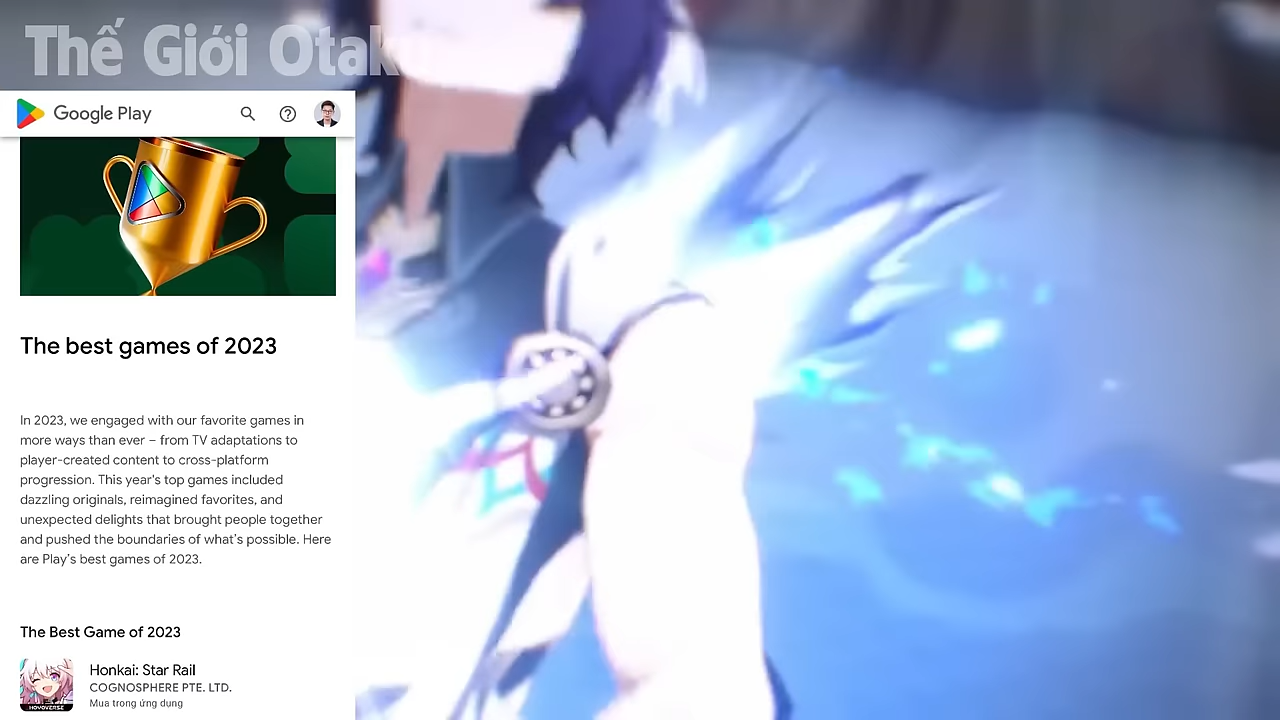 Thế Giới Otaku
Google Play
The best games of 2023
In 2023, we engaged with our favorite games in
more ways than ever – from TV adaptations to
player-created content to cross-platform
progression. This year's top games included
dazzling originals, reimagined favorites, and
unexpected delights that brought people together
and pushed the boundaries of what's possible. Here
are Play's best games of 2023.
The Best Game of 2023
Honkai: Star Rail
COGNOSPHERE PTE. LTD.
HOYOVERSE
Mua trong ứng dụng